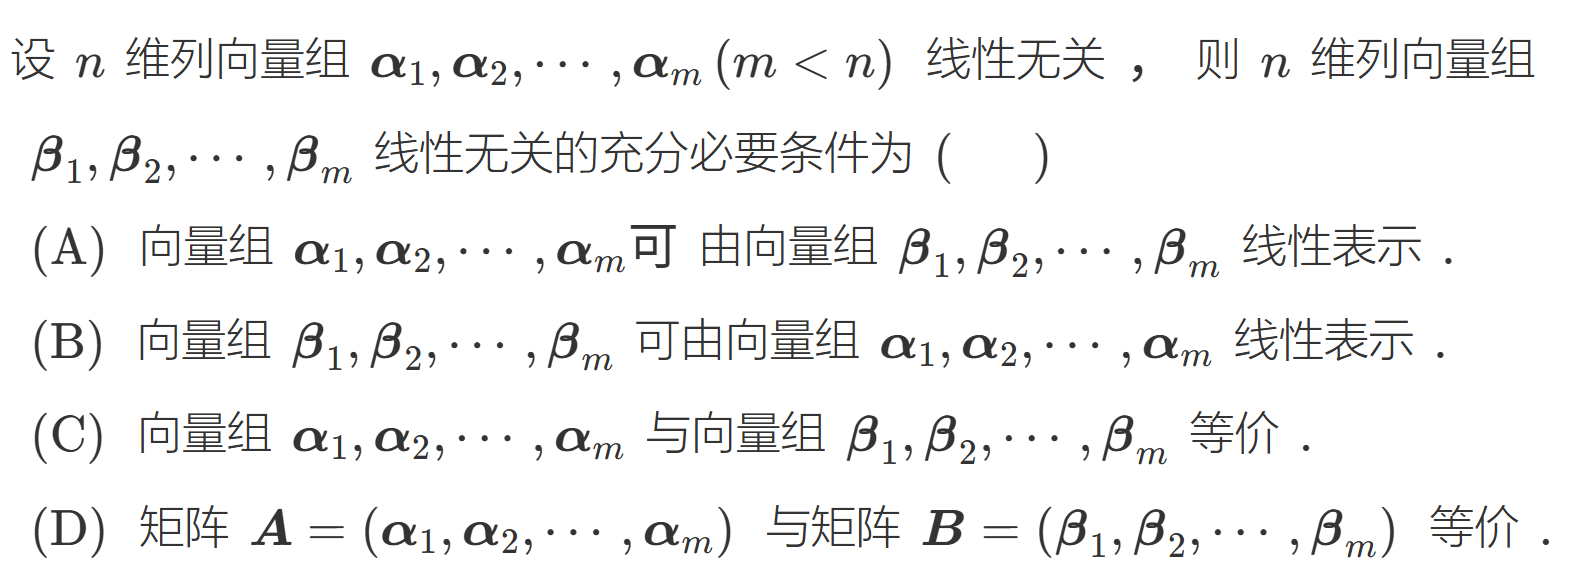 设 n 维列向量组 α₁, α₂, ⋯ , αₘ (m < n) 线性无关 ， 则 n 维列向量组
β₁, β₂, ⋯ , βₘ 线性无关的充分必要条件为 (    )
(A) 向量组 α₁, α₂, ⋯ , αₘ可 由向量组 β₁, β₂, ⋯ , βₘ 线性表示 .
(B) 向量组 β₁, β₂, ⋯ , βₘ 可由向量组 α₁, α₂, ⋯ , αₘ 线性表示 .
(C) 向量组 α₁, α₂, ⋯ , αₘ 与向量组 β₁, β₂, ⋯ , βₘ 等价 .
(D) 矩阵 A = (α₁, α₂, ⋯ , αₘ) 与矩阵 B = (β₁, β₂, ⋯ , βₘ) 等价 .